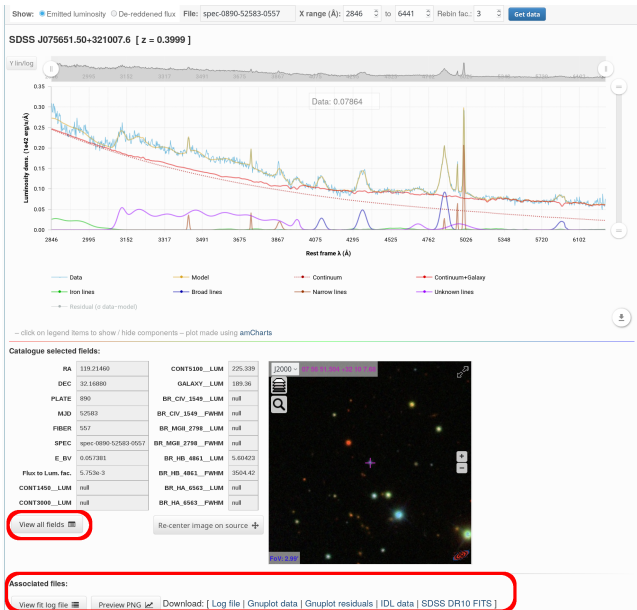 Show: Emitted luminosity De-reddened flux File: spec-0890-52583-0557 X range (Å): 2846 to 6441 Rebin fac.: 3 Get data
SDSS J075651.50+321007.6 [ z = 0.3999 ]
Y lin/log
Data: 0.07864
0.35
0.30
0.25
0.20
0.15
0.10
0.05
0.00
Luminosity dens. (1e+42 erg/s/Å)
2846 2995 3152 3317 3491 3675 3867 4075 4295 4525 4762 5026 5348 5720 6102
Rest frame λ (Å)
Data Model Continuum Continuum+Galaxy
Iron lines Broad lines Narrow lines Unknown lines
Residual (σ data-model)
-- click on legend items to show / hide components -- plot made using amCharts
Catalogue selected fields:
RA 119.21460 CONT5100__LUM 225.339
DEC 32.16880 GALAXY__LUM 189.36
PLATE 890 BR_CIV_1549__LUM null
MJD 52583 BR_CIV_1549__FWHM null
FIBER 557 BR_MGII_2798__LUM null
SPEC spec-0890-52583-0557 BR_MGII_2798__FWHM null
E_BV 0.057381 BR_HB_4861__LUM 5.60423
Flux to Lum. fac. 5.753e-3 BR_HB_4861__FWHM 3504.42
CONT1450__LUM null BR_HA_6563__LUM null
CONT3000__LUM null BR_HA_6563__FWHM null
View all fields Re-center image on source
J2000
FoV: 2.88'
Associated files:
View fit log file Preview PNG Download: [ Log file | Gnuplot data | Gnuplot residuals | IDL data | SDSS DR10 FITS ]